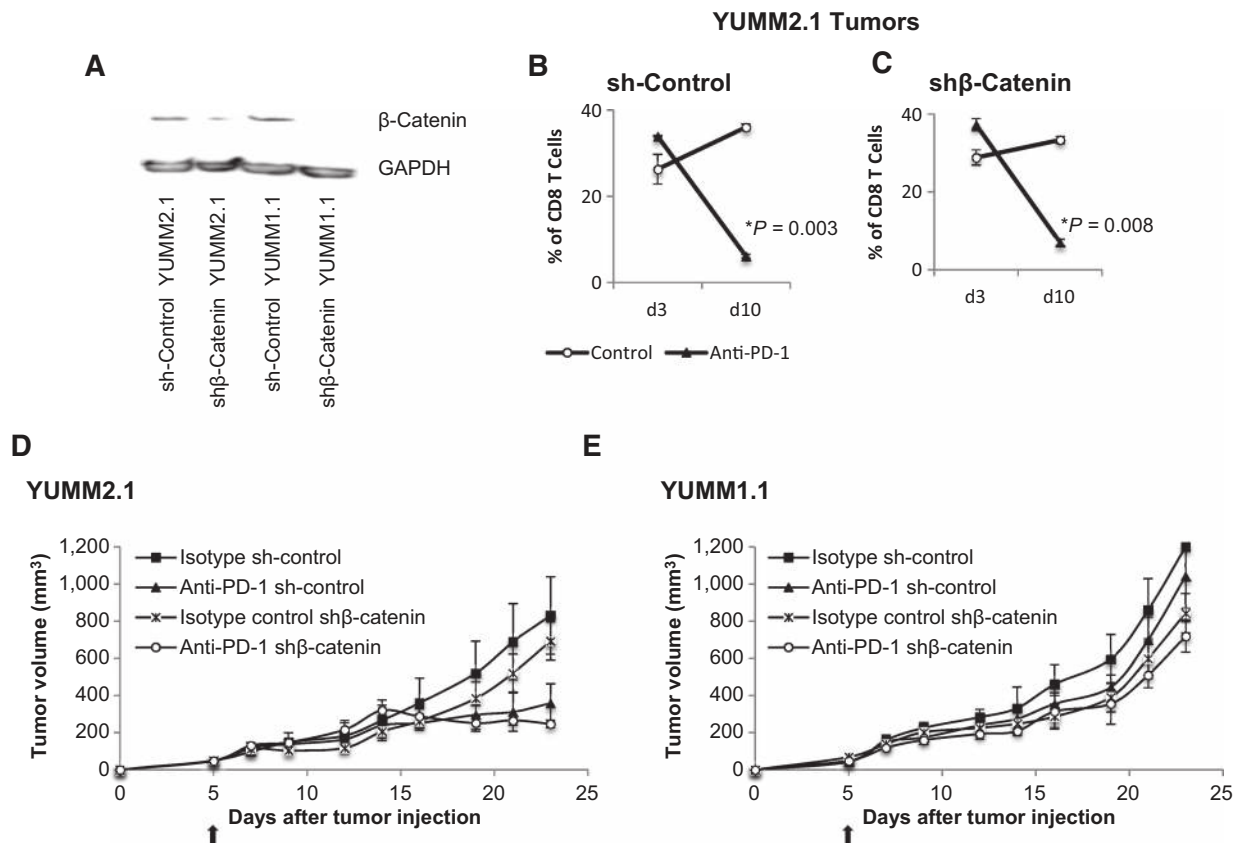 YUMM2.1 Tumors
A
β-Catenin
GAPDH
sh-Control YUMM2.1
shβ-Catenin YUMM2.1
sh-Control YUMM1.1
shβ-Catenin YUMM1.1
B
sh-Control
% of CD8 T Cells
40
20
0
*P = 0.003
d3 d10
C
shβ-Catenin
% of CD8 T Cells
40
20
0
*P = 0.008
d3 d10
Control Anti-PD-1
D
YUMM2.1
Tumor volume (mm³)
1,200
1,000
800
600
400
200
0
Isotype sh-control
Anti-PD-1 sh-control
Isotype control shβ-catenin
Anti-PD-1 shβ-catenin
0 5 10 15 20 25
Days after tumor injection
E
YUMM1.1
Tumor volume (mm³)
1,200
1,000
800
600
400
200
0
Isotype sh-control
Anti-PD-1 sh-control
Isotype control shβ-catenin
Anti-PD-1 shβ-catenin
0 5 10 15 20 25
Days after tumor injection